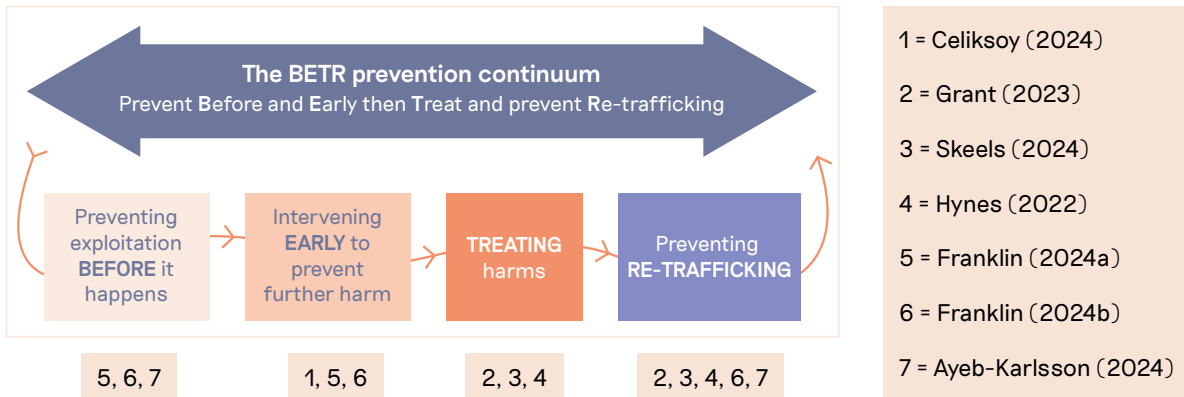 The BETR prevention continuum
Prevent Before and Early then Treat and prevent Re-trafficking
Preventing
exploitation
BEFORE it
happens
Intervening
EARLY to
prevent
further harm
TREATING
harms
Preventing
RE-TRAFFICKING
5, 6, 7
1, 5, 6
2, 3, 4
2, 3, 4, 6, 7
1 = Celiksoy (2024)
2 = Grant (2023)
3 = Skeels (2024)
4 = Hynes (2022)
5 = Franklin (2024a)
6 = Franklin (2024b)
7 = Ayeb-Karlsson (2024)